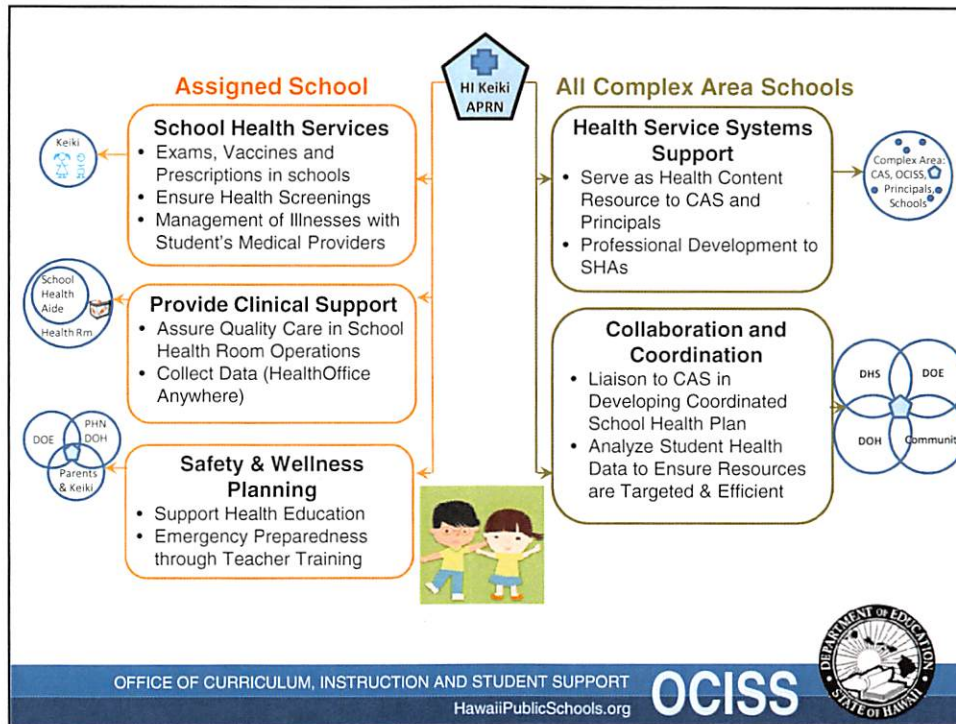 HI Keiki
APRN
Assigned School
School Health Services
• Exams, Vaccines and
Prescriptions in schools
• Ensure Health Screenings
• Management of Illnesses with
Student's Medical Providers
Keiki
Provide Clinical Support
• Assure Quality Care in School
Health Room Operations
• Collect Data (HealthOffice
Anywhere)
School
Health
Aide
Health Rm
Safety & Wellness
Planning
• Support Health Education
• Emergency Preparedness
through Teacher Training
DOE
PHN
DOH
Parents
& Keiki
All Complex Area Schools
Health Service Systems
Support
• Serve as Health Content
Resource to CAS and
Principals
• Professional Development to
SHAs
Complex Area:
CAS, OCISS,
Principals,
Schools
Collaboration and
Coordination
• Liaison to CAS in
Developing Coordinated
School Health Plan
• Analyze Student Health
Data to Ensure Resources
are Targeted & Efficient
DHS
DOE
DOH
Communit
OFFICE OF CURRICULUM, INSTRUCTION AND STUDENT SUPPORT
HawaiiPublicSchools.org
OCISS
DEPARTMENT OF EDUCATION
STATE OF HAWAII